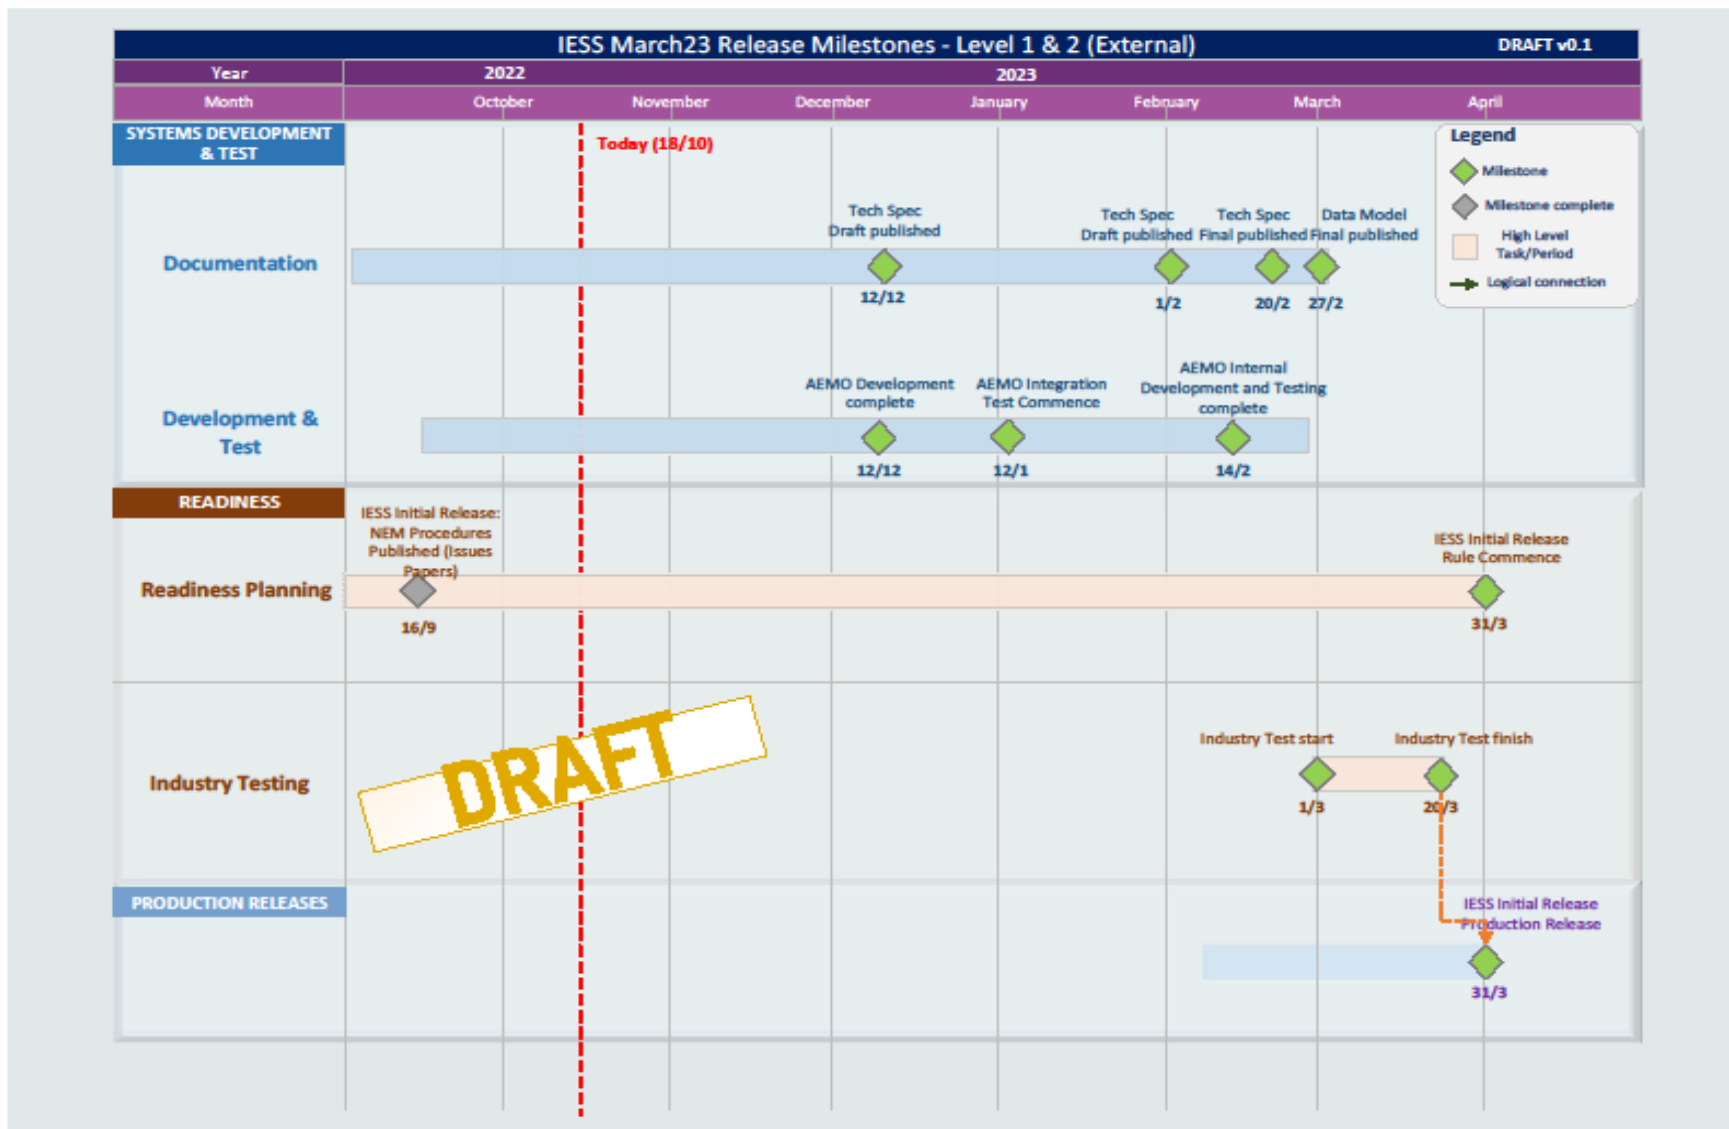 IESS March23 Release Milestones - Level 1 & 2 (External)
DRAFT v0.1
Year
2022
2023
Month
October
November
December
January
February
March
April
SYSTEMS DEVELOPMENT
& TEST
Today (18/10)
Legend
Milestone
Milestone complete
High Level
Task/Period
Logical connection
Documentation
Tech Spec
Draft published
12/12
Tech Spec
Draft published
1/2
Tech Spec
Final published
20/2
Data Model
Final published
27/2
Development &
Test
AEMO Development
complete
12/12
AEMO Integration
Test Commence
12/1
AEMO Internal
Development and Testing
complete
14/2
READINESS
Readiness Planning
IESS Initial Release:
NEM Procedures
Published (Issues
Papers)
16/9
IESS Initial Release
Rule Commence
31/3
Industry Testing
DRAFT
Industry Test start
1/3
Industry Test finish
20/3
PRODUCTION RELEASES
IESS Initial Release
Production Release
31/3